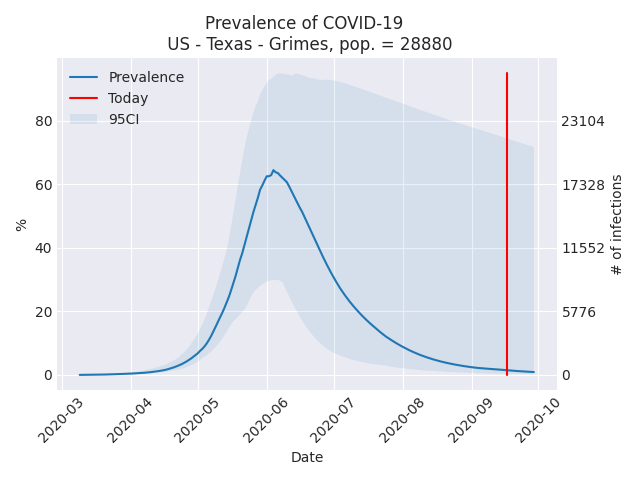 Prevalence of COVID-19
US - Texas - Grimes, pop. = 28880
Prevalence
Today
95CI
80
60
40
20
0
%
23104
17328
11552
5776
0
# of infections
2020-03
2020-04
2020-05
2020-06
2020-07
2020-08
2020-09
2020-10
Date